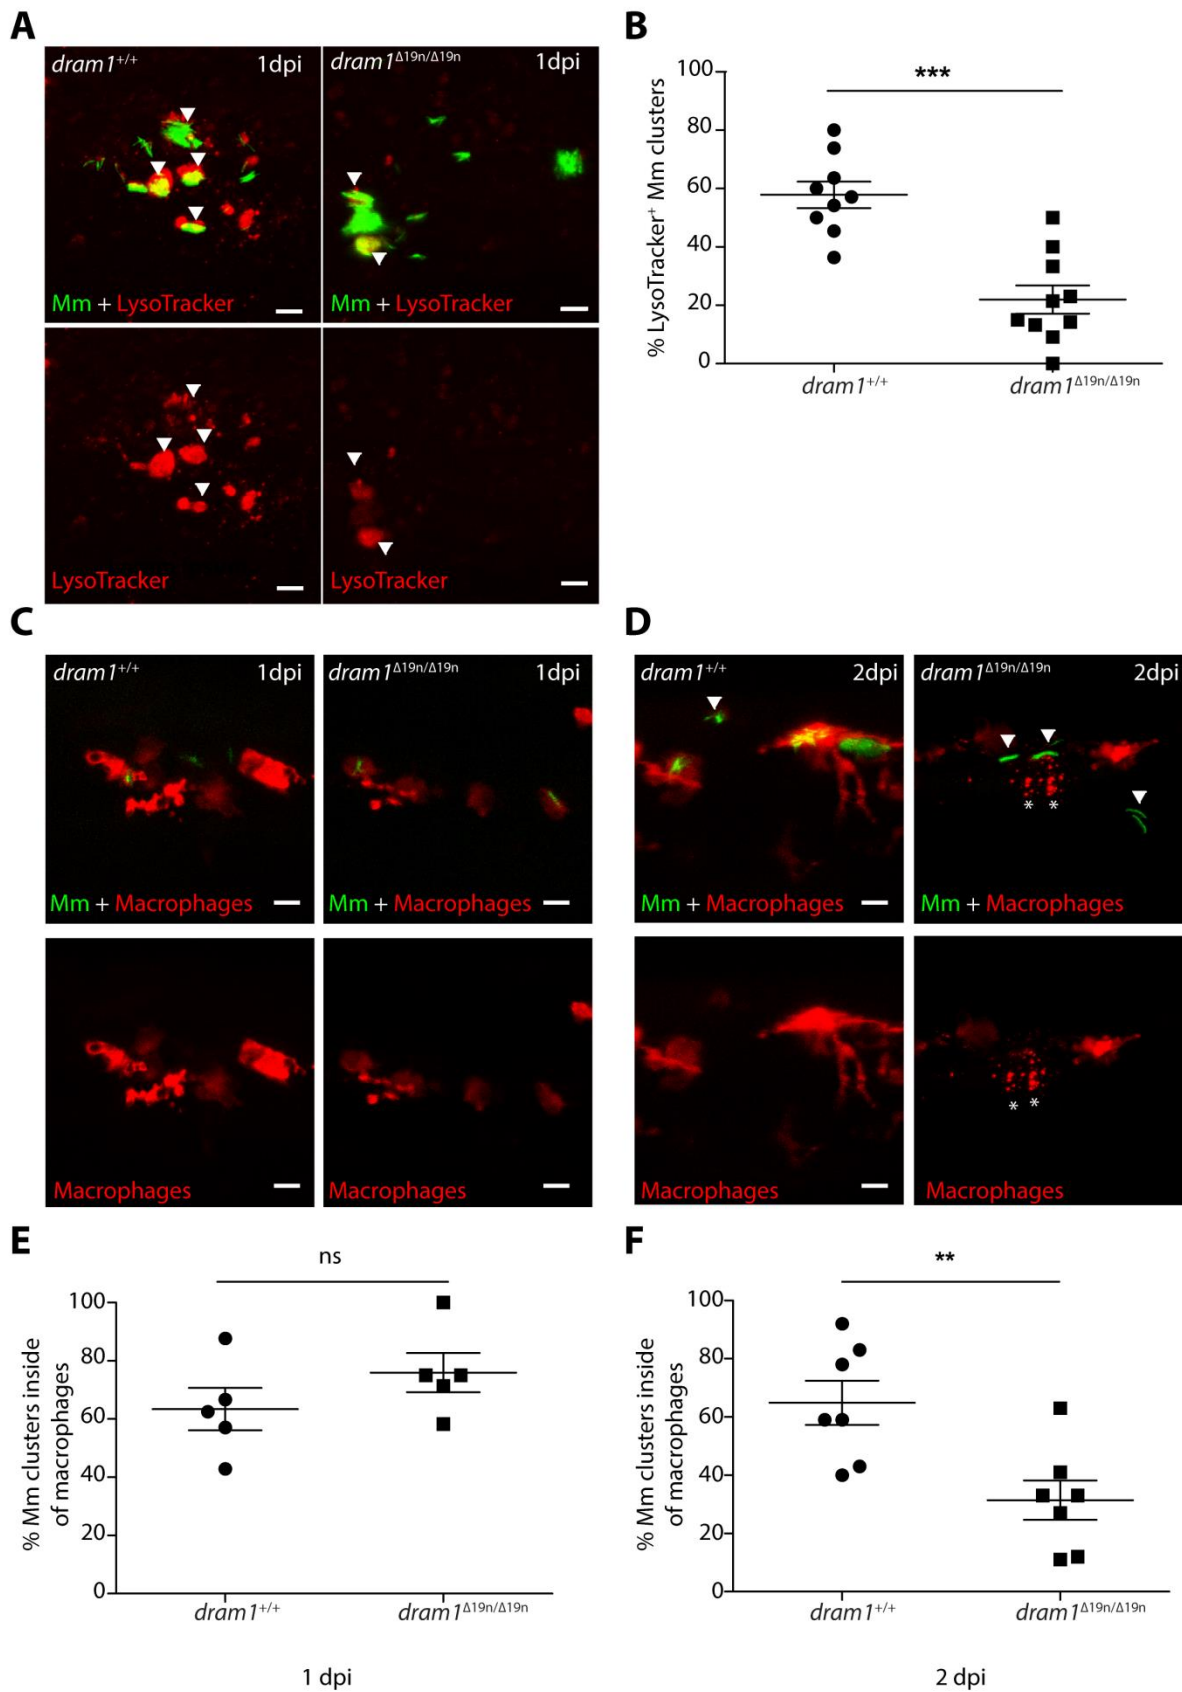 A
dram1+/+ 1dpi
dram1Δ19n/Δ19n 1dpi
Mm + LysoTracker
Mm + LysoTracker
LysoTracker
LysoTracker
B
***
% LysoTracker+ Mm clusters
100
80
60
40
20
0
dram1+/+
dram1Δ19n/Δ19n
C
dram1+/+ 1dpi
dram1Δ19n/Δ19n 1dpi
Mm + Macrophages
Mm + Macrophages
Macrophages
Macrophages
D
dram1+/+ 2dpi
dram1Δ19n/Δ19n 2dpi
* *
Mm + Macrophages
Mm + Macrophages
* *
Macrophages
Macrophages
E
ns
% Mm clusters inside
of macrophages
100
80
60
40
20
0
dram1+/+
dram1Δ19n/Δ19n
1 dpi
F
**
% Mm clusters inside
of macrophages
100
80
60
40
20
0
dram1+/+
dram1Δ19n/Δ19n
2 dpi